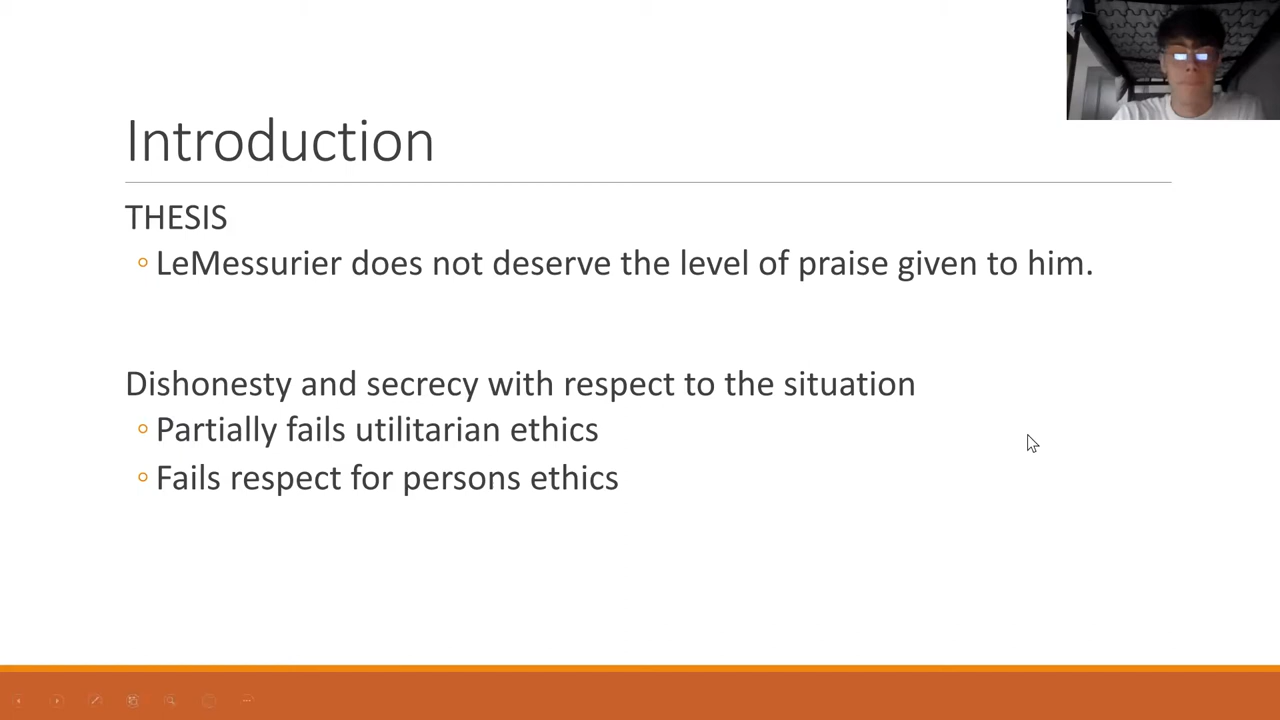 Introduction
THESIS
LeMessurier does not deserve the level of praise given to him.
Dishonesty and secrecy with respect to the situation
Partially fails utilitarian ethics
Fails respect for persons ethics